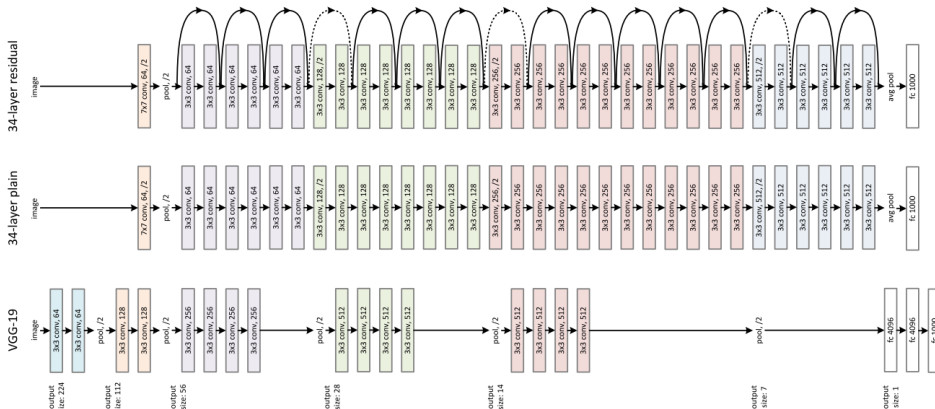 34-layer residual
image
7x7 conv, 64, /2
pool, /2
3x3 conv, 64
3x3 conv, 64
3x3 conv, 64
3x3 conv, 64
3x3 conv, 64
3x3 conv, 64
3x3 conv, 128, /2
3x3 conv, 128
3x3 conv, 128
3x3 conv, 128
3x3 conv, 128
3x3 conv, 128
3x3 conv, 128
3x3 conv, 128
3x3 conv, 256, /2
3x3 conv, 256
3x3 conv, 256
3x3 conv, 256
3x3 conv, 256
3x3 conv, 256
3x3 conv, 256
3x3 conv, 256
3x3 conv, 256
3x3 conv, 256
3x3 conv, 256
3x3 conv, 256
3x3 conv, 512, /2
3x3 conv, 512
3x3 conv, 512
3x3 conv, 512
3x3 conv, 512
3x3 conv, 512
avg pool
fc 1000
34-layer plain
image
7x7 conv, 64, /2
pool, /2
3x3 conv, 64
3x3 conv, 64
3x3 conv, 64
3x3 conv, 64
3x3 conv, 64
3x3 conv, 64
3x3 conv, 128, /2
3x3 conv, 128
3x3 conv, 128
3x3 conv, 128
3x3 conv, 128
3x3 conv, 128
3x3 conv, 128
3x3 conv, 128
3x3 conv, 256, /2
3x3 conv, 256
3x3 conv, 256
3x3 conv, 256
3x3 conv, 256
3x3 conv, 256
3x3 conv, 256
3x3 conv, 256
3x3 conv, 256
3x3 conv, 256
3x3 conv, 256
3x3 conv, 256
3x3 conv, 512, /2
3x3 conv, 512
3x3 conv, 512
3x3 conv, 512
3x3 conv, 512
3x3 conv, 512
avg pool
fc 1000
VGG-19
image
3x3 conv, 64
3x3 conv, 64
pool, /2
3x3 conv, 128
3x3 conv, 128
pool, /2
3x3 conv, 256
3x3 conv, 256
3x3 conv, 256
3x3 conv, 256
pool, /2
3x3 conv, 512
3x3 conv, 512
3x3 conv, 512
3x3 conv, 512
pool, /2
3x3 conv, 512
3x3 conv, 512
3x3 conv, 512
3x3 conv, 512
pool, /2
fc 4096
fc 4096
fc 1000
output
size: 224
output
size: 112
output
size: 56
output
size: 28
output
size: 14
output
size: 7
output
size: 1